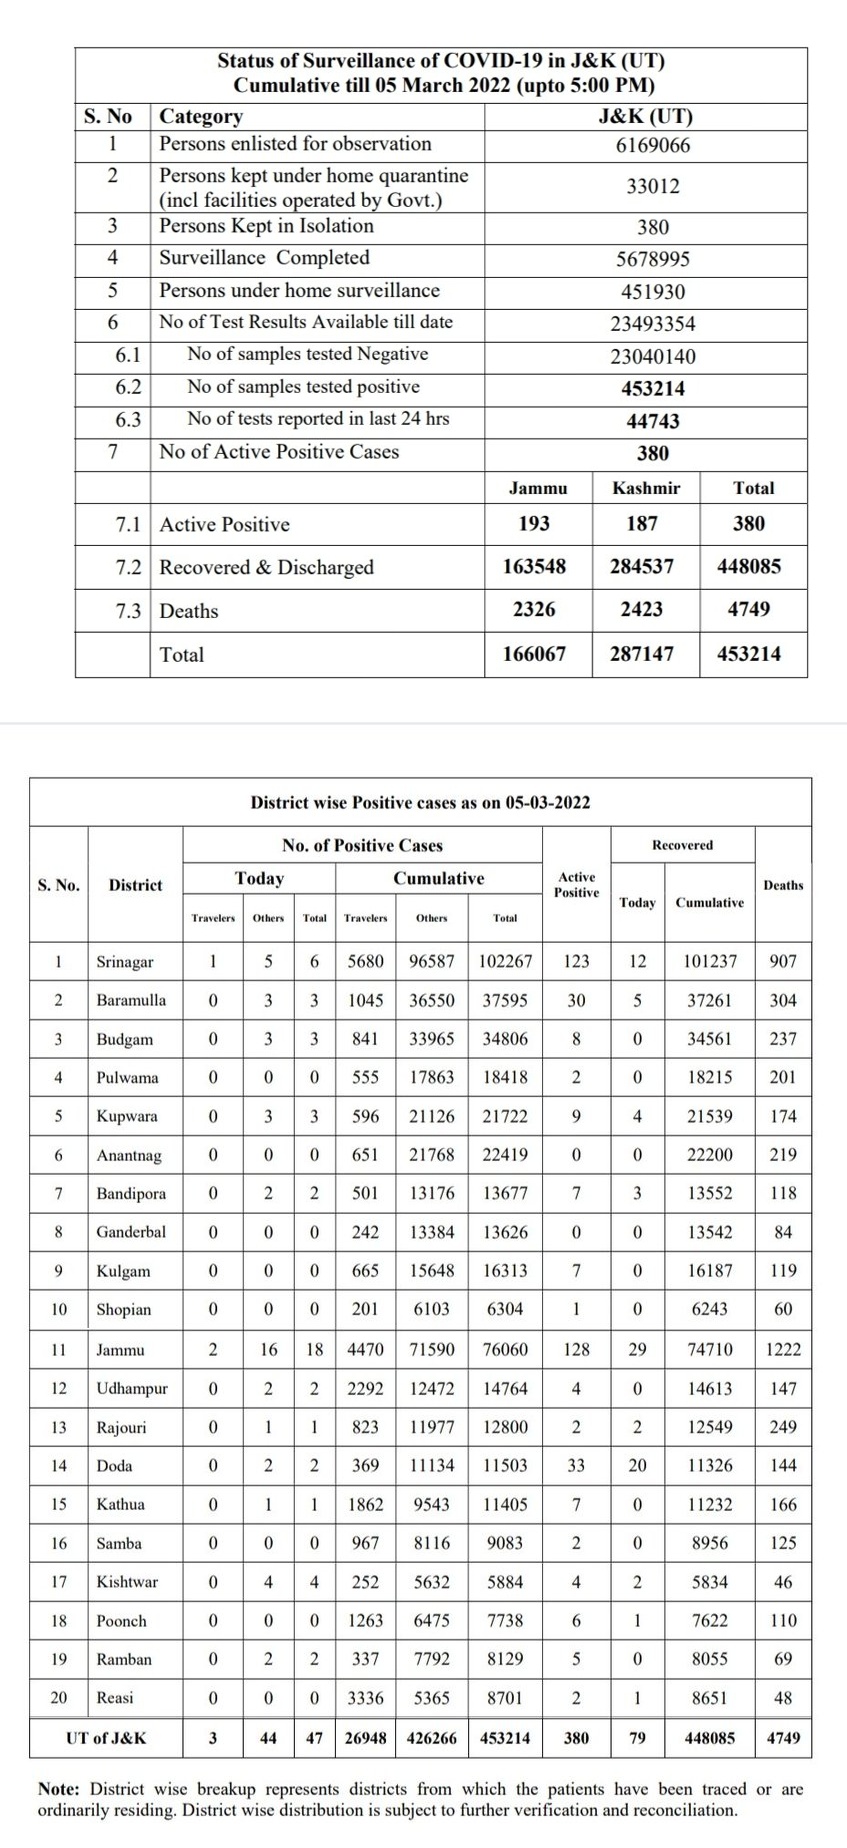 Status of Surveillance of COVID-19 in J&K (UT)
Cumulative till 05 March 2022 (upto 5:00 PM)
S. No Category J&K (UT)
1 Persons enlisted for observation 6169066
2 Persons kept under home quarantine (incl facilities operated by Govt.) 33012
3 Persons Kept in Isolation 380
4 Surveillance Completed 5678995
5 Persons under home surveillance 451930
6 No of Test Results Available till date 23493354
6.1 No of samples tested Negative 23040140
6.2 No of samples tested positive 453214
6.3 No of tests reported in last 24 hrs 44743
7 No of Active Positive Cases 380
Jammu Kashmir Total
7.1 Active Positive 193 187 380
7.2 Recovered & Discharged 163548 284537 448085
7.3 Deaths 2326 2423 4749
Total 166067 287147 453214
District wise Positive cases as on 05-03-2022
No. of Positive Cases Recovered
S. No. District Today Cumulative Active Positive Today Cumulative Deaths
Travelers Others Total Travelers Others Total
1 Srinagar 1 5 6 5680 96587 102267 123 12 101237 907
2 Baramulla 0 3 3 1045 36550 37595 30 5 37261 304
3 Budgam 0 3 3 841 33965 34806 8 0 34561 237
4 Pulwama 0 0 0 555 17863 18418 2 0 18215 201
5 Kupwara 0 3 3 596 21126 21722 9 4 21539 174
6 Anantnag 0 0 0 651 21768 22419 0 0 22200 219
7 Bandipora 0 2 2 501 13176 13677 7 3 13552 118
8 Ganderbal 0 0 0 242 13384 13626 0 0 13542 84
9 Kulgam 0 0 0 665 15648 16313 7 0 16187 119
10 Shopian 0 0 0 201 6103 6304 1 0 6243 60
11 Jammu 2 16 18 4470 71590 76060 128 29 74710 1222
12 Udhampur 0 2 2 2292 12472 14764 4 0 14613 147
13 Rajouri 0 1 1 823 11977 12800 2 2 12549 249
14 Doda 0 2 2 369 11134 11503 33 20 11326 144
15 Kathua 0 1 1 1862 9543 11405 7 0 11232 166
16 Samba 0 0 0 967 8116 9083 2 0 8956 125
17 Kishtwar 0 4 4 252 5632 5884 4 2 5834 46
18 Poonch 0 0 0 1263 6475 7738 6 1 7622 110
19 Ramban 0 2 2 337 7792 8129 5 0 8055 69
20 Reasi 0 0 0 3336 5365 8701 2 1 8651 48
UT of J&K 3 44 47 26948 426266 453214 380 79 448085 4749
Note: District wise breakup represents districts from which the patients have been traced or are
ordinarily residing. District wise distribution is subject to further verification and reconciliation.